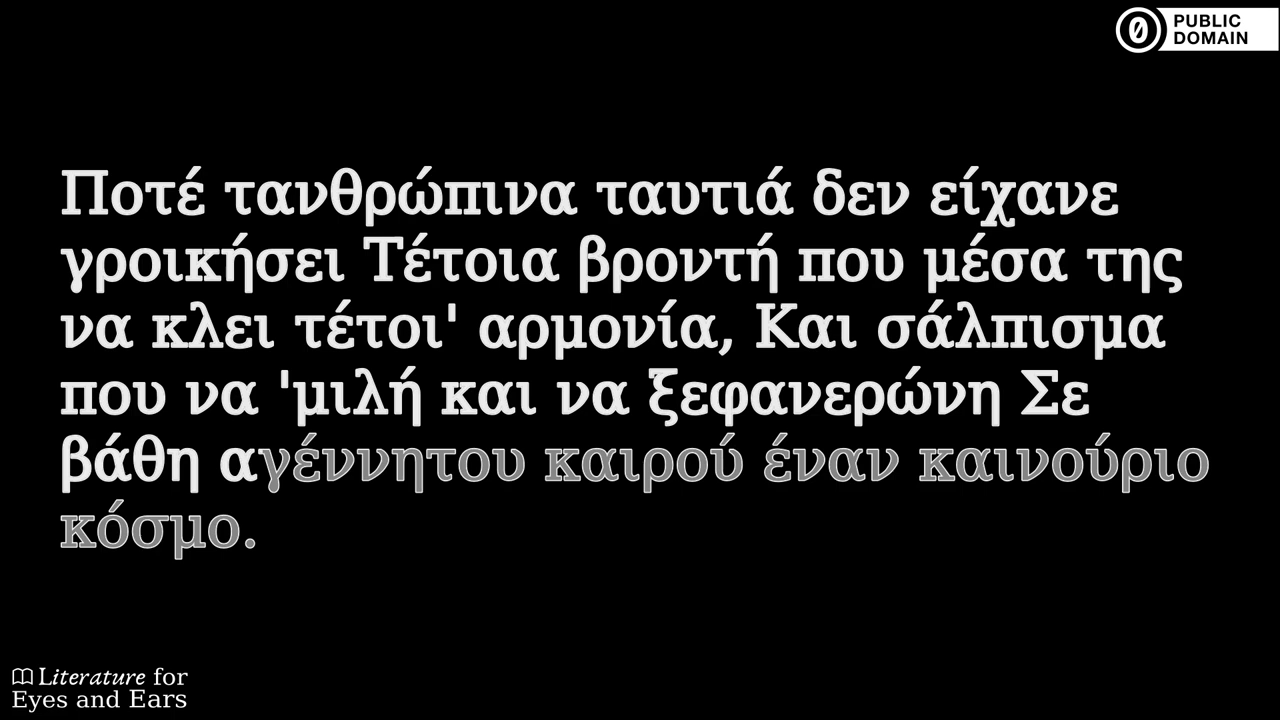 PUBLIC
DOMAIN
Ποτέ τανθρώπινα ταυτιά δεν είχανε
γροικήσει Τέτοια βροντή που μέσα της
να κλει τέτοι' αρμονία, Και σάλπισμα
που να 'μιλή και να ξεφανερώνη Σε
βάθη αγέννητου καιρού έναν καινούριο
κόσμο.
Literature for
Eyes and Ears